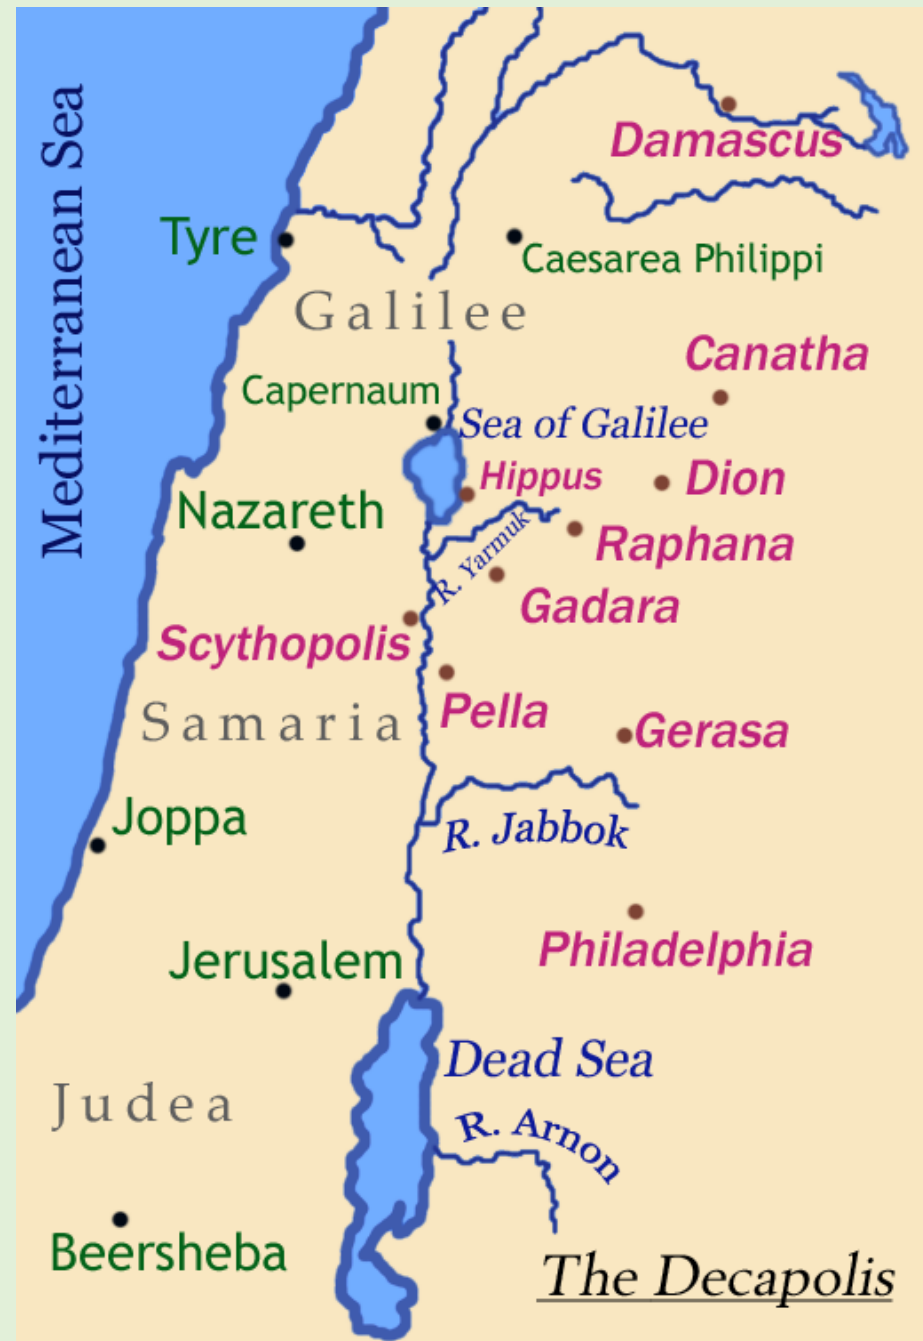 Mediterranean Sea
Damascus
Tyre
Caesarea Philippi
Galilee
Canatha
Capernaum
Sea of Galilee
Hippus
Dion
Nazareth
R. Yarmuk
Raphana
Gadara
Scythopolis
Pella
Samaria
Gerasa
Joppa
R. Jabbok
Philadelphia
Jerusalem
Dead Sea
Judea
R. Arnon
Beersheba
The Decapolis